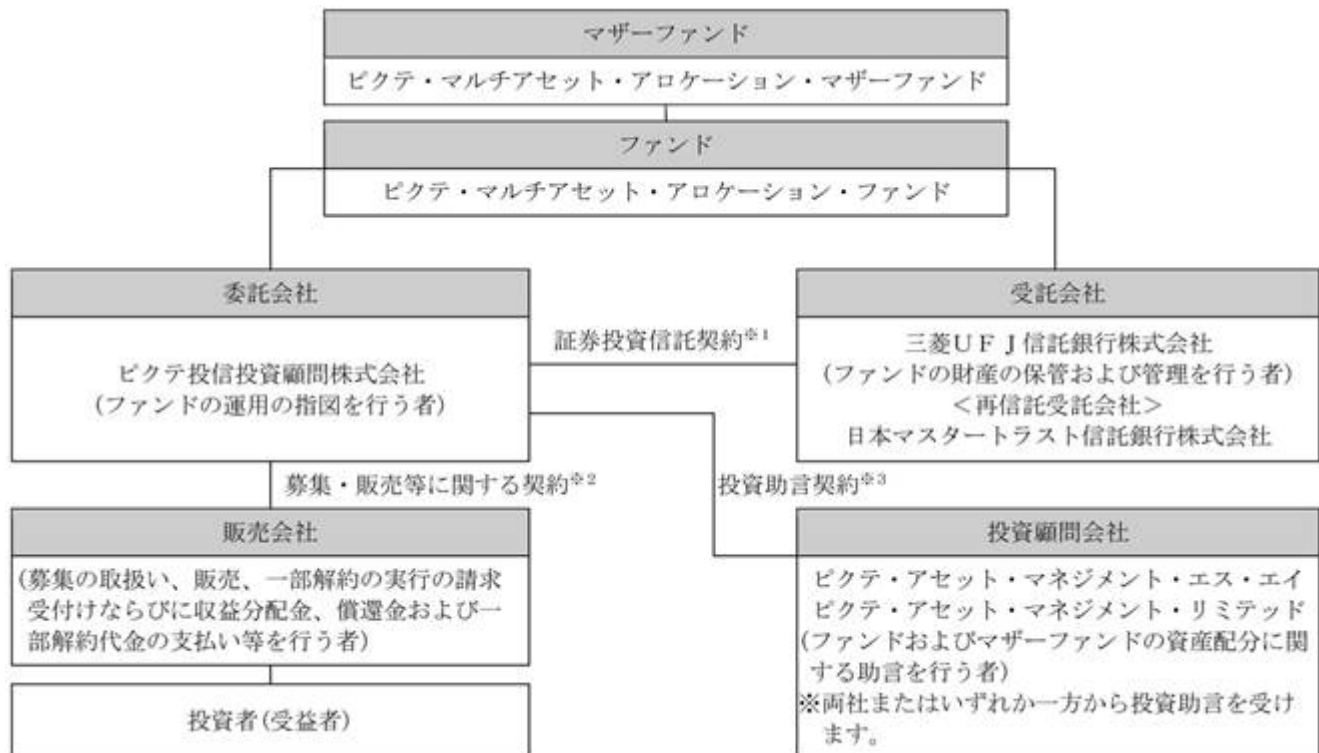 マザーファンド
ピクテ・マルチアセット・アロケーション・マザーファンド
ファンド
ピクテ・マルチアセット・アロケーション・ファンド
委託会社
ピクテ投信投資顧問株式会社
(ファンドの運用の指図を行う者)
証券投資信託契約※1
受託会社
三菱UFJ信託銀行株式会社
(ファンドの財産の保管および管理を行う者)
<再信託受託会社>
日本マスタートラスト信託銀行株式会社
募集・販売等に関する契約※2
投資助言契約※3
販売会社
(募集の取扱い、販売、一部解約の実行の請求
受付けならびに収益分配金、償還金および一
部解約代金の支払い等を行う者)
投資者(受益者)
投資顧問会社
ピクテ・アセット・マネジメント・エス・エイ
ピクテ・アセット・マネジメント・リミテッド
(ファンドおよびマザーファンドの資産配分に関
する助言を行う者)
※両社またはいずれか一方から投資助言を受け
ます。